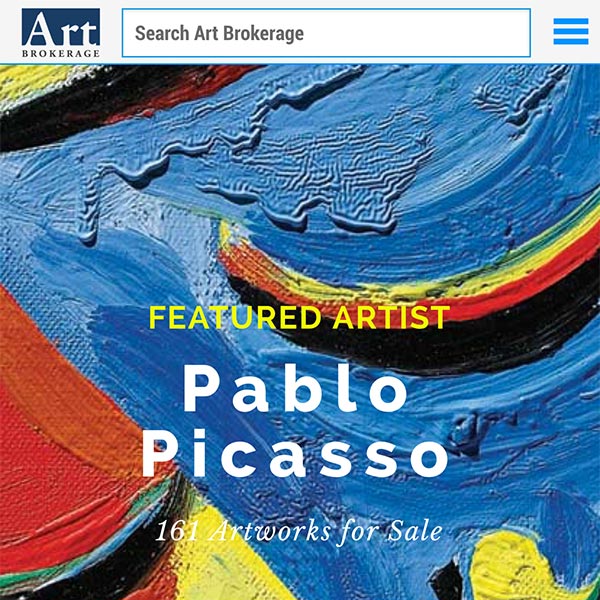 Art
BROKERAGE
Search Art Brokerage
FEATURED ARTIST
Pablo
Picasso
161 Artworks for Sale